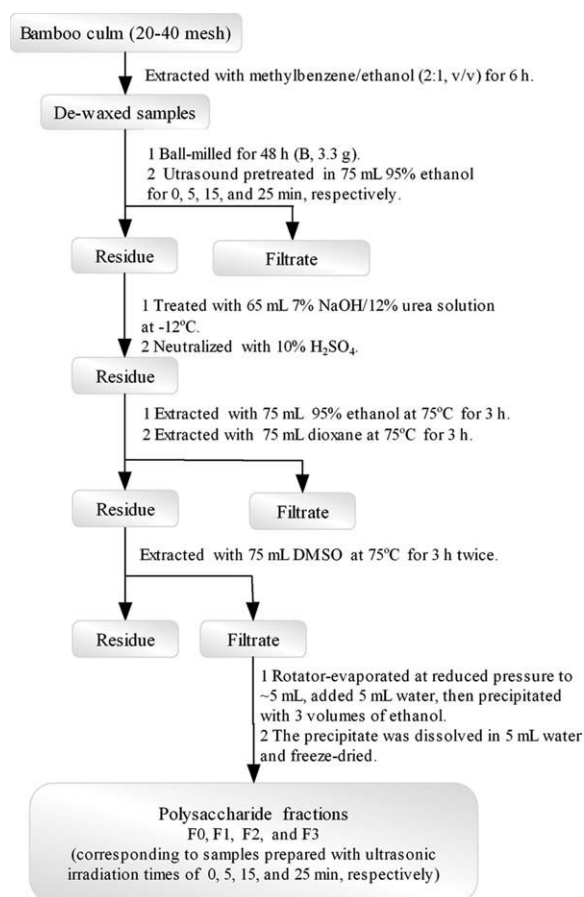 Bamboo culm (20-40 mesh)
Extracted with methylbenzene/ethanol (2:1, v/v) for 6 h.
De-waxed samples
1 Ball-milled for 48 h (B, 3.3 g).
2 Utrasound pretreated in 75 mL 95% ethanol
for 0, 5, 15, and 25 min, respectively.
Residue
Filtrate
1 Treated with 65 mL 7% NaOH/12% urea solution
at -12°C.
2 Neutralized with 10% H₂SO₄.
Residue
1 Extracted with 75 mL 95% ethanol at 75°C for 3 h.
2 Extracted with 75 mL dioxane at 75°C for 3 h.
Residue
Filtrate
Extracted with 75 mL DMSO at 75°C for 3 h twice.
Residue
Filtrate
1 Rotator-evaporated at reduced pressure to
~5 mL, added 5 mL water, then precipitated
with 3 volumes of ethanol.
2 The precipitate was dissolved in 5 mL water
and freeze-dried.
Polysaccharide fractions
F0, F1, F2, and F3
(corresponding to samples prepared with ultrasonic
irradiation times of 0, 5, 15, and 25 min, respectively)